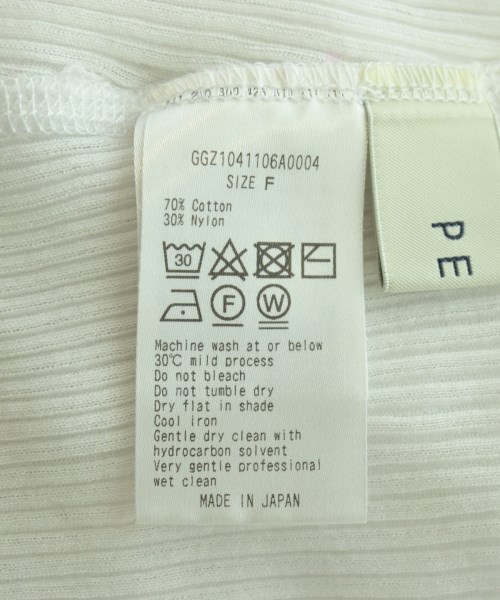 GGZ1041106A0004
SIZE F
70% Cotton
30% Nylon
30
F W
Machine wash at or below
30℃ mild process
Do not bleach
Do not tumble dry
Dry flat in shade
Cool iron
Gentle dry clean with
hydrocarbon solvent
Very gentle professional
wet clean
MADE IN JAPAN
PE